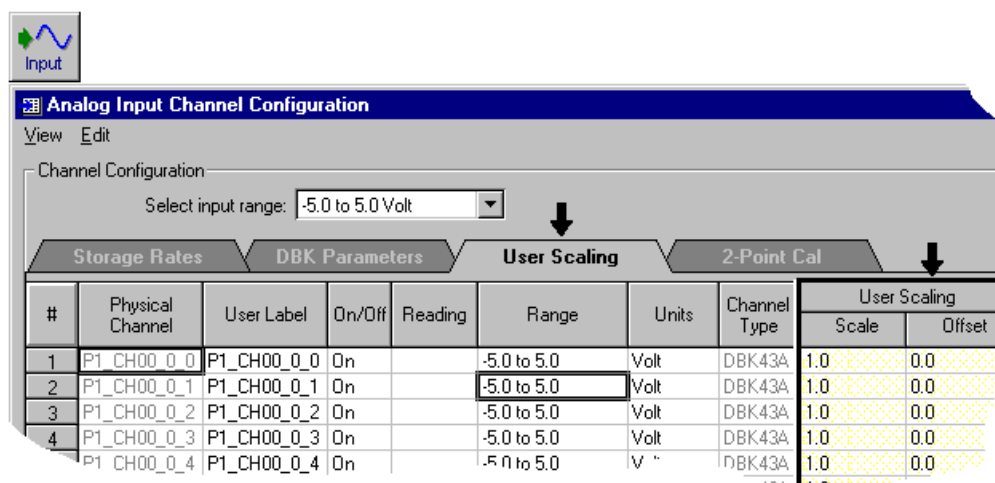 Input
Analog Input Channel Configuration
View Edit
Channel Configuration
Select input range: -5.0 to 5.0 Volt
Storage Rates DBK Parameters User Scaling 2-Point Cal
# Physical Channel User Label On/Off Reading Range Units Channel Type User Scaling
Scale Offset
1 P1_CH00_0_0 P1_CH00_0_0 On -5.0 to 5.0 Volt DBK43A 1.0 0.0
2 P1_CH00_0_1 P1_CH00_0_1 On -5.0 to 5.0 Volt DBK43A 1.0 0.0
3 P1_CH00_0_2 P1_CH00_0_2 On -5.0 to 5.0 Volt DBK43A 1.0 0.0
4 P1_CH00_0_3 P1_CH00_0_3 On -5.0 to 5.0 Volt DBK43A 1.0 0.0
P1_CH00_0_4 P1_CH00_0_4 On -5.0 to 5.0 DBK43A 1.0 0.0